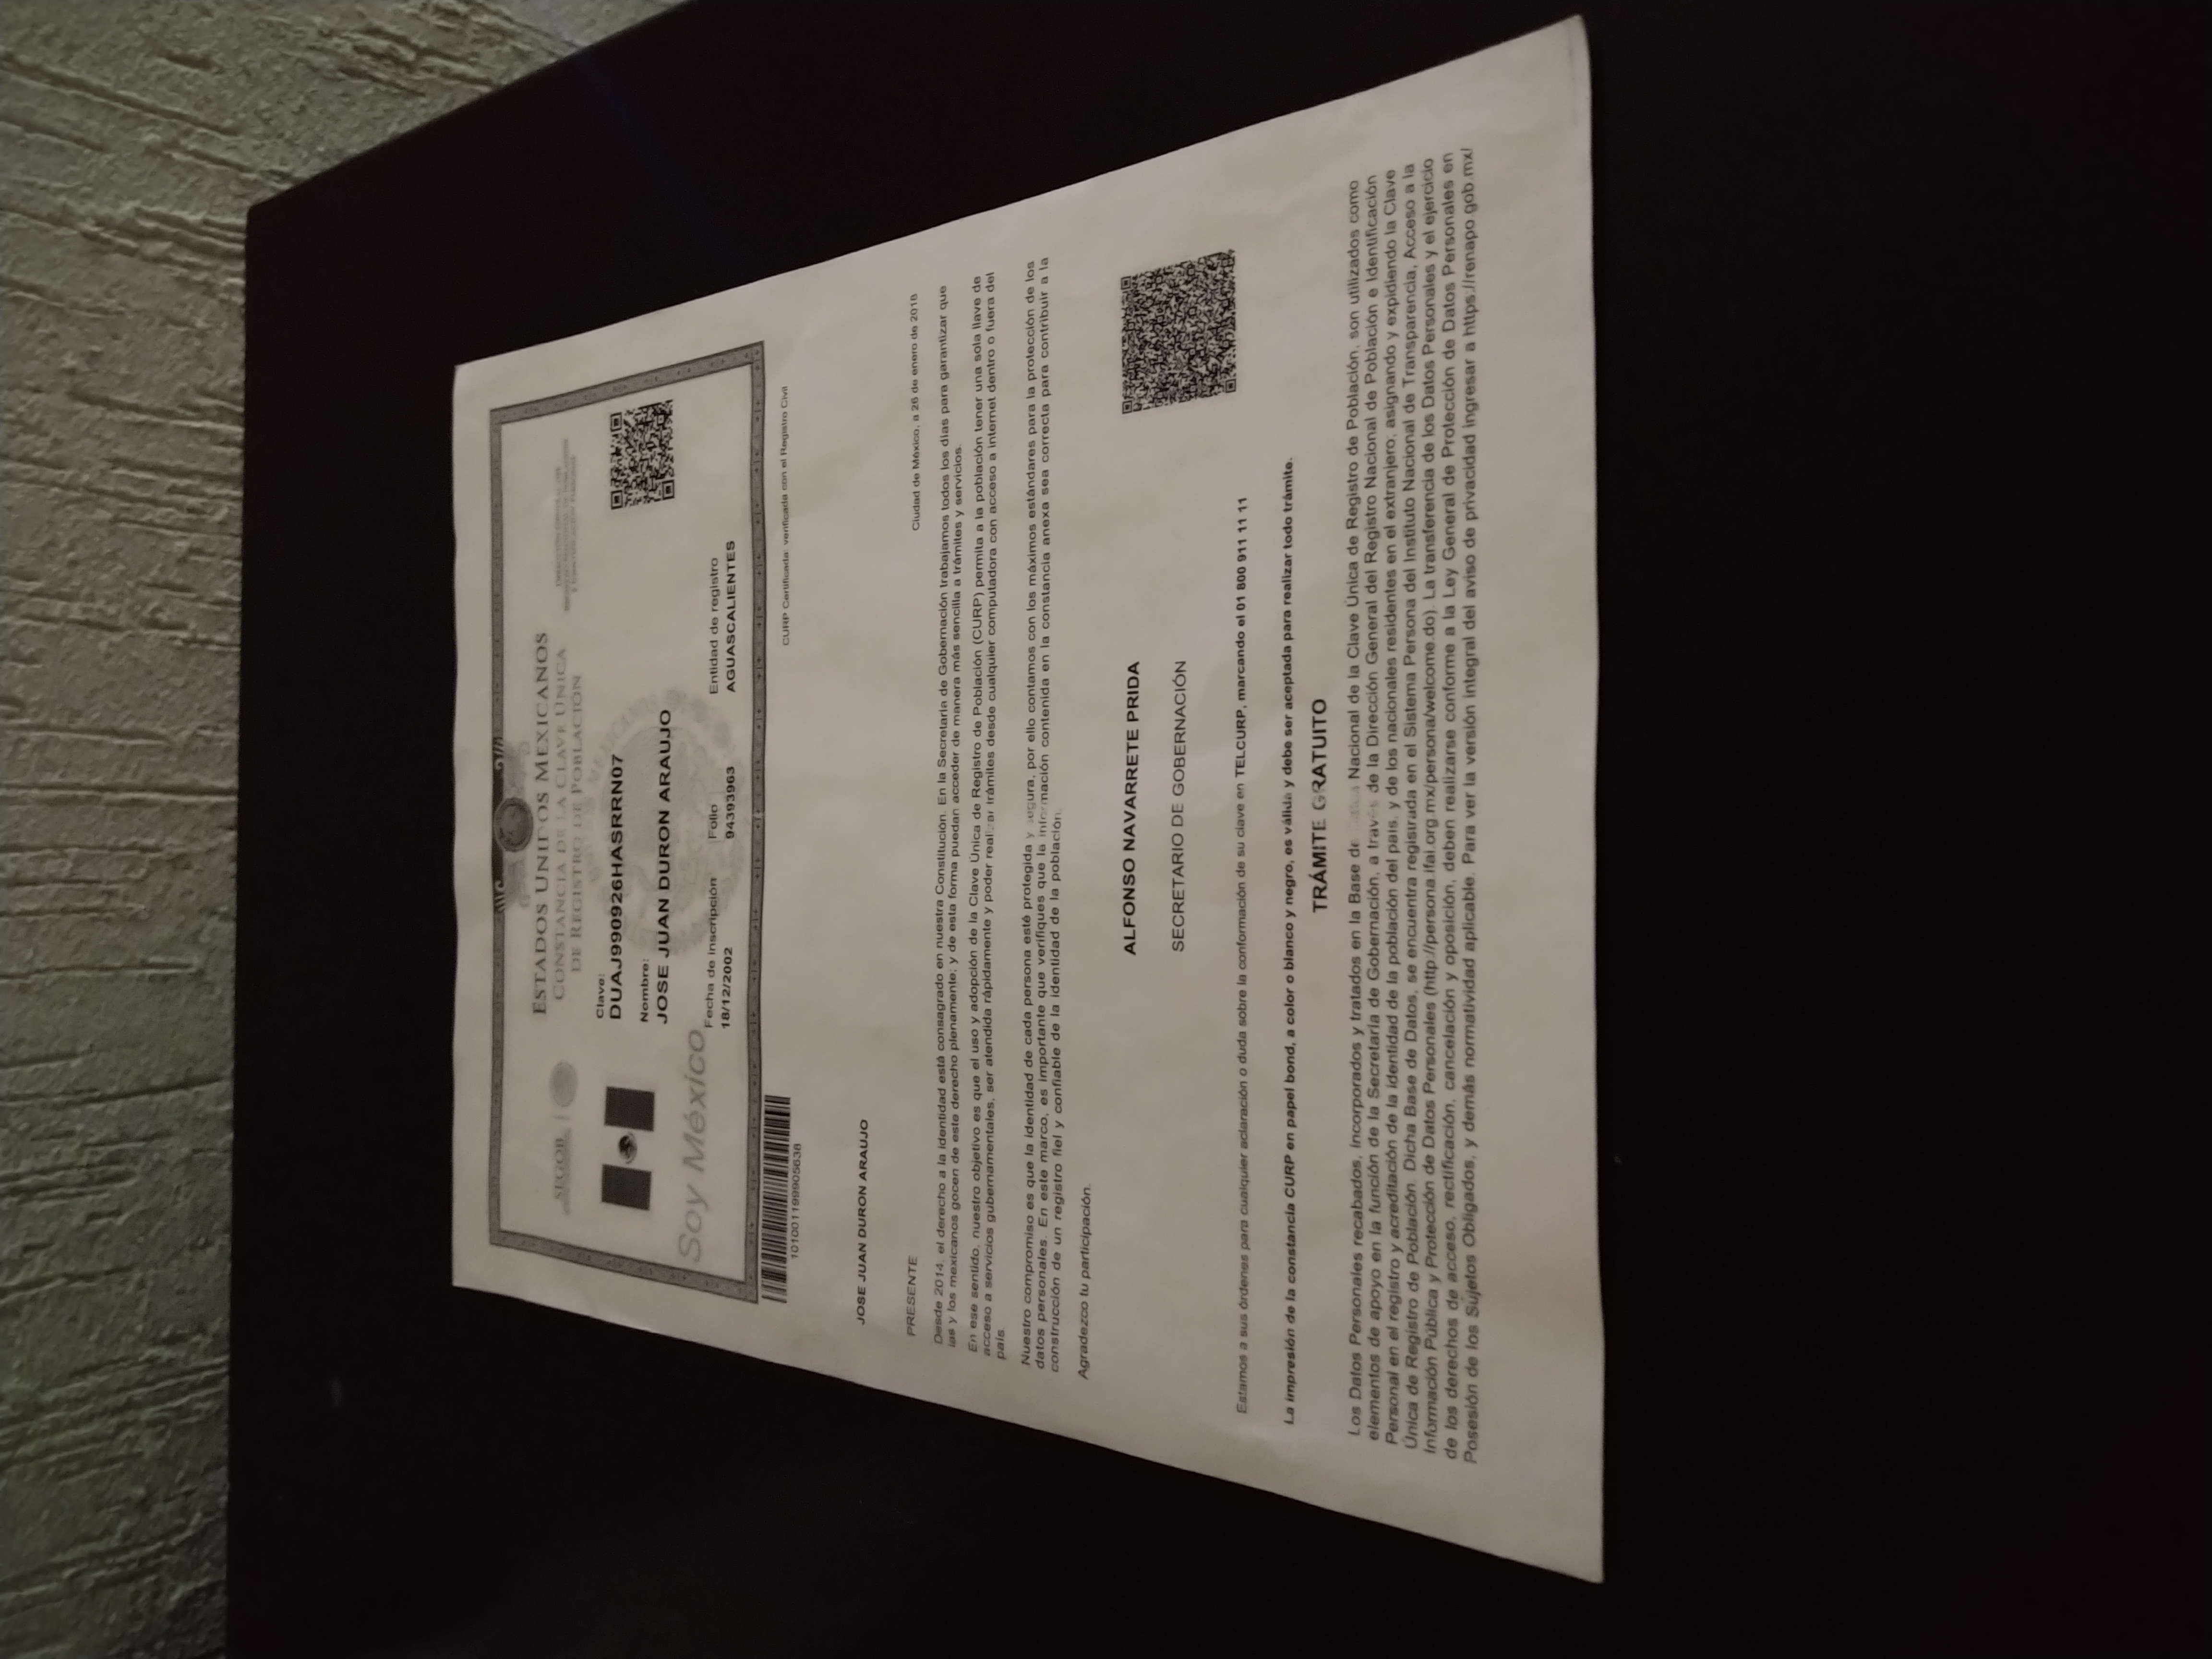 ESTADOS UNIDOS MEXICANOS
CONSTANCIA DE LA CLAVE ÚNICA
DE REGISTRO DE POBLACIÓN
SEGOB
Clave:
DUAJ990926HASRRN07
Nombre:
JOSE JUAN DURON ARAUJO
Soy México
Fecha de inscripción Folio Entidad de registro
18/12/2002 94393963 AGUASCALIENTES
101001199905638
CURP Certificada: verificada con el Registro Civil
JOSE JUAN DURON ARAUJO
PRESENTE
Ciudad de México, a 26 de enero de 2018
Desde 2014, el derecho a la identidad está consagrado en nuestra Constitución. En la Secretaría de Gobernación trabajamos todos los días para garantizar que
las y los mexicanos gocen de este derecho plenamente; y de esta forma puedan acceder de manera más sencilla a trámites y servicios.
En ese sentido, nuestro objetivo es que el uso y adopción de la Clave Única de Registro de Población (CURP) permita a la población tener una sola llave de
acceso a servicios gubernamentales, ser atendida rápidamente y poder realizar trámites desde cualquier computadora con acceso a internet dentro o fuera del
país.
Nuestro compromiso es que la identidad de cada persona esté protegida y segura, por ello contamos con los máximos estándares para la protección de los
datos personales. En este marco, es importante que verifiques que la información contenida en la constancia anexa sea correcta para contribuir a la
construcción de un registro fiel y confiable de la identidad de la población.
Agradezco tu participación.
ALFONSO NAVARRETE PRIDA
SECRETARIO DE GOBERNACIÓN
Estamos a sus órdenes para cualquier aclaración o duda sobre la conformación de su clave en TELCURP, marcando el 01 800 911 11 11
La impresión de la constancia CURP en papel bond, a color o blanco y negro, es válida y debe ser aceptada para realizar todo trámite.
TRÁMITE GRATUITO
Los Datos Personales recabados, incorporados y tratados en la Base de Nacional de la Clave Única de Registro de Población, son utilizados como
elementos de apoyo en la función de la Secretaría de Gobernación, a través de la Dirección General del Registro Nacional de Población e Identificación
Personal en el registro y acreditación de la identidad de la población del país, y de los nacionales residentes en el extranjero, asignando y expidiendo la Clave
Única de Registro de Población. Dicha Base de Datos, se encuentra registrada en el Sistema Persona del Instituto Nacional de Transparencia, Acceso a la
Información Pública y Protección de Datos Personales (http://persona.ifai.org.mx/persona/welcome.do). La transferencia de los Datos Personales y el ejercicio
de los derechos de acceso, rectificación, cancelación y oposición, deben realizarse conforme a la Ley General de Protección de Datos Personales en
Posesión de los Sujetos Obligados, y demás normatividad aplicable. Para ver la versión integral del aviso de privacidad ingresar a https://renapo.gob.mx/